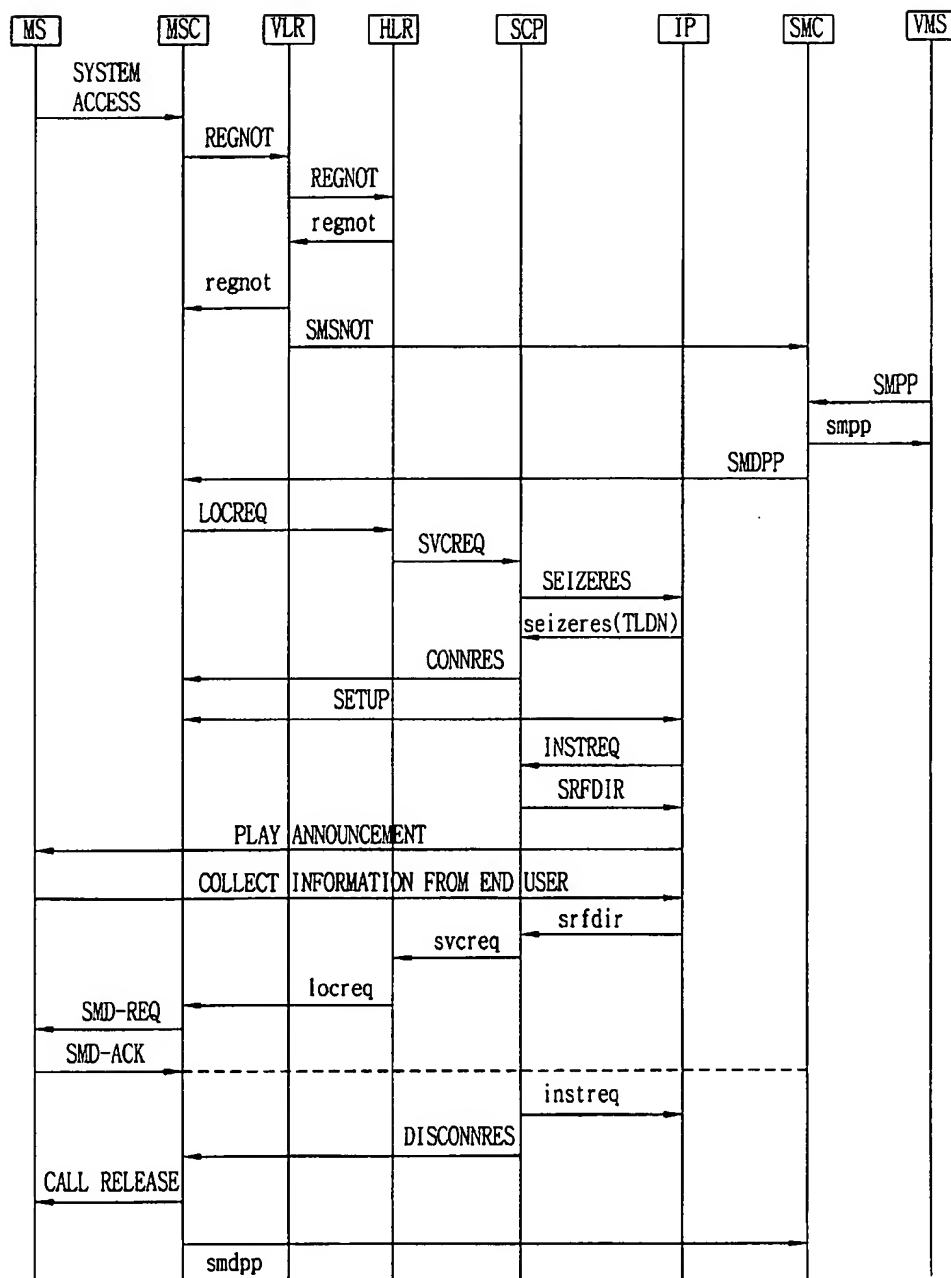 MS MSC VLR HLR SCP IP SMC VMS
SYSTEM
ACCESS
REGNOT
REGNOT
regnot
regnot
SMSNOT
SMPP
smpp
SMDPP
LOCREQ
SVCREQ
SEIZERES
seizeres(TLDN)
CONNRES
SETUP
INSTREQ
SRFDIR
PLAY ANNOUNCEMENT
COLLECT INFORMATION FROM END USER
srfdir
svcreq
locreq
SMD-REQ
SMD-ACK
instreq
DISCONNRES
CALL RELEASE
smdpp